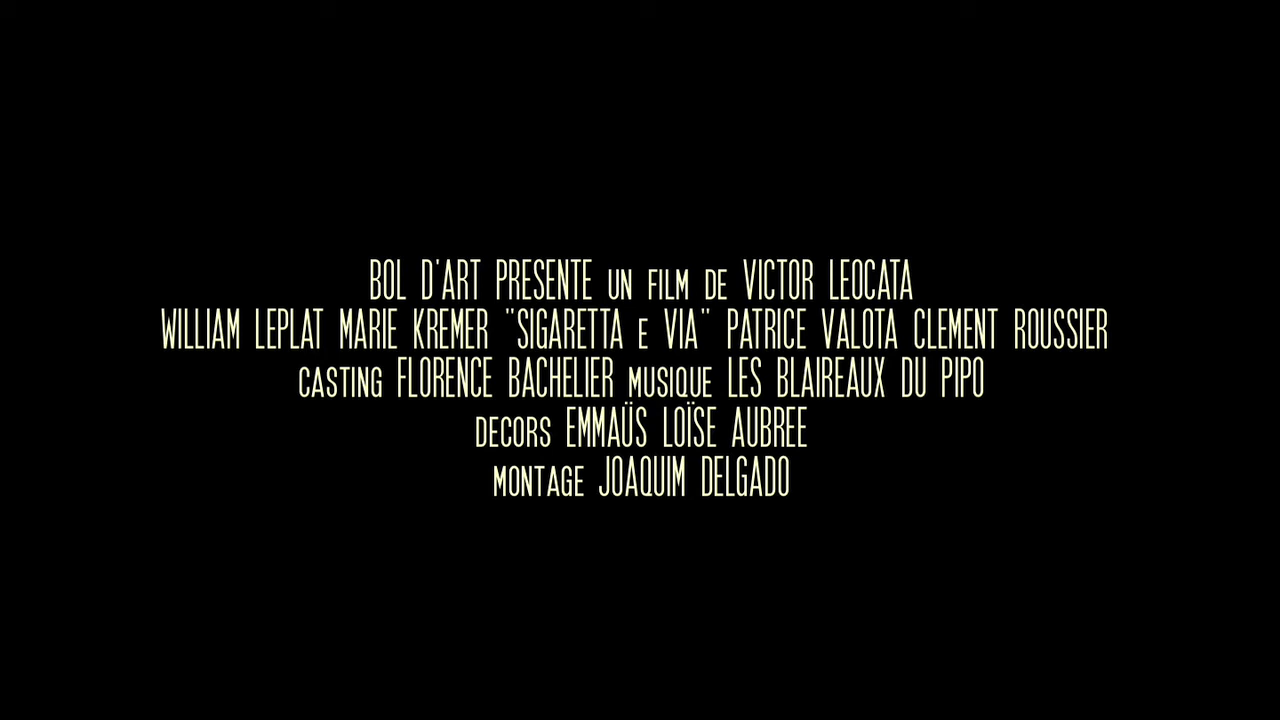 BOL D'ART PRESENTE UN FILM DE VICTOR LEOCATA
WILLIAM LEPLAT MARIE KREMER "SIGARETTA E VIA" PATRICE VALOTA CLEMENT ROUSSIER
CASTING FLORENCE BACHELIER MUSIQUE LES BLAIREAUX DU PIPO
DECORS EMMAÜS LOÏSE AUBREE
MONTAGE JOAQUIM DELGADO